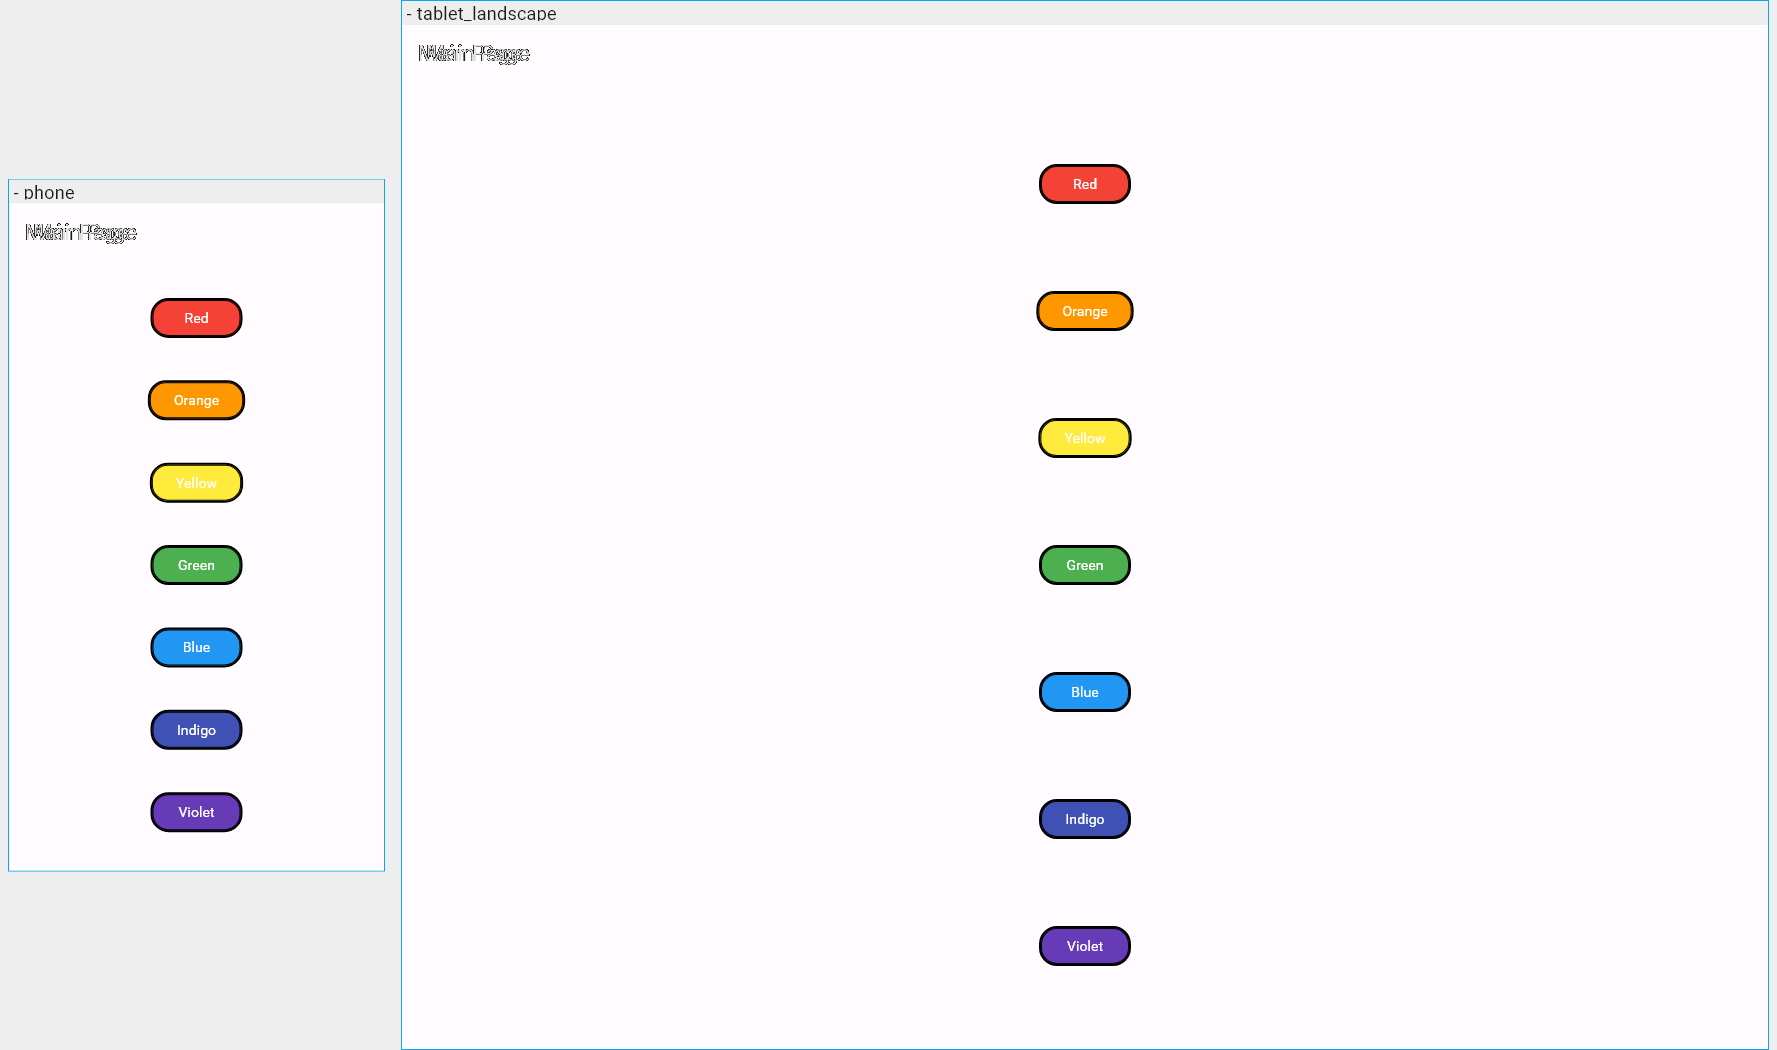 - phone
Main Page
Red
Orange
Yellow
Green
Blue
Indigo
Violet
- tablet_landscape
Main Page
Red
Orange
Yellow
Green
Blue
Indigo
Violet